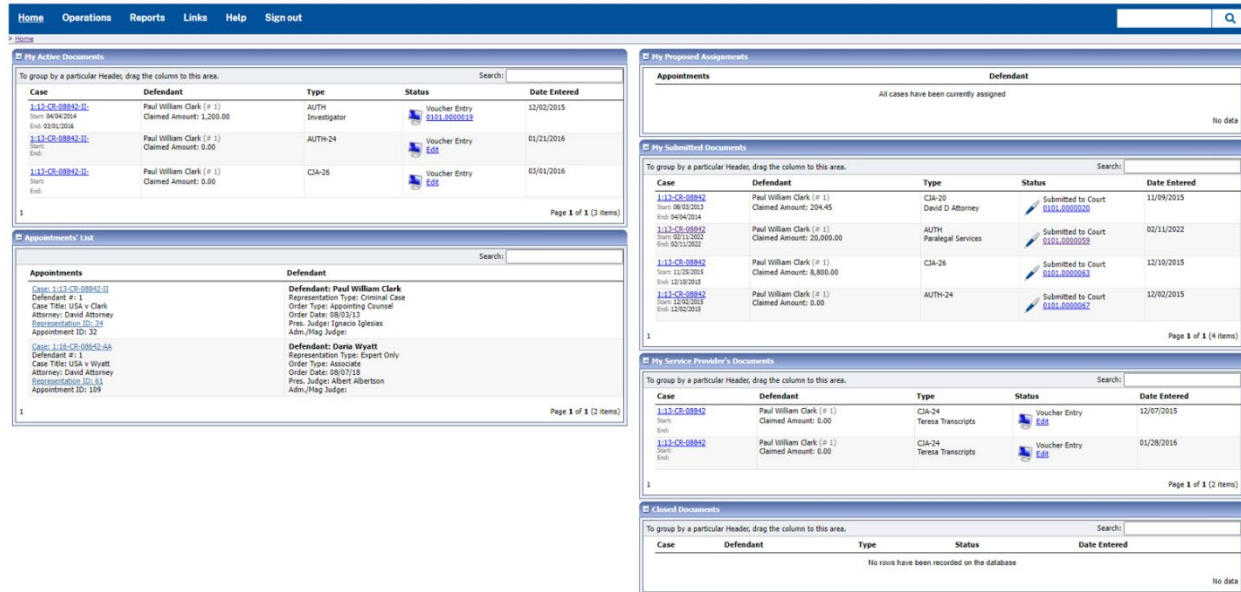 Home Operations Reports Links Help Sign out
> Home
My Active Documents
To group by a particular Header, drag the column to this area. Search:
Case Defendant Type Status Date Entered
1:13-CR-08842-II- Paul William Clark (# 1) AUTH Voucher Entry 12/02/2015
Start: 04/04/2014 Claimed Amount: 1,200.00 Investigator 0101.0000019
End: 03/01/2016
1:13-CR-08842-II- Paul William Clark (# 1) AUTH-24 Voucher Entry 01/21/2016
Start: Claimed Amount: 0.00 Edit
End:
1:13-CR-08842-II- Paul William Clark (# 1) CJA-26 Voucher Entry 03/01/2016
Start: Claimed Amount: 0.00 Edit
End:
1 Page 1 of 1 (3 items)
Appointments' List
Search:
Appointments Defendant
Case: 1:13-CR-08842-II Defendant: Paul William Clark
Defendant #: 1 Representation Type: Criminal Case
Case Title: USA v Clark Order Type: Appointing Counsel
Attorney: David Attorney Order Date: 08/03/13
Representation ID: 34 Pres. Judge: Ignacio Iglesias
Appointment ID: 32 Adm./Mag Judge:
Case: 1:16-CR-08642-AA Defendant: Daria Wyatt
Defendant #: 1 Representation Type: Expert Only
Case Title: USA v Wyatt Order Type: Associate
Attorney: David Attorney Order Date: 08/07/18
Representation ID: 61 Pres. Judge: Albert Albertson
Appointment ID: 109 Adm./Mag Judge:
1 Page 1 of 1 (2 items)
My Proposed Assignments
Appointments Defendant
All cases have been currently assigned
No data
My Submitted Documents
To group by a particular Header, drag the column to this area. Search:
Case Defendant Type Status Date Entered
1:13-CR-08842 Paul William Clark (# 1) CJA-20 Submitted to Court 11/09/2015
Start: 08/03/2013 Claimed Amount: 204.45 David D Attorney 0101.0000020
End: 04/04/2014
1:13-CR-08842 Paul William Clark (# 1) AUTH Submitted to Court 02/11/2022
Start: 02/11/2022 Claimed Amount: 20,000.00 Paralegal Services 0101.0000059
End: 02/11/2022
1:13-CR-08842 Paul William Clark (# 1) CJA-26 Submitted to Court 12/10/2015
Start: 11/25/2015 Claimed Amount: 8,800.00 0101.0000063
End: 12/10/2015
1:13-CR-08842 Paul William Clark (# 1) AUTH-24 Submitted to Court 12/02/2015
Start: 12/02/2015 Claimed Amount: 0.00 0101.0000067
End: 12/02/2015
1 Page 1 of 1 (4 items)
My Service Provider's Documents
To group by a particular Header, drag the column to this area. Search:
Case Defendant Type Status Date Entered
1:13-CR-08842 Paul William Clark (# 1) CJA-24 Voucher Entry 12/07/2015
Start: Claimed Amount: 0.00 Teresa Transcripts Edit
End:
1:13-CR-08842 Paul William Clark (# 1) CJA-24 Voucher Entry 01/28/2016
Start: Claimed Amount: 0.00 Teresa Transcripts Edit
End:
1 Page 1 of 1 (2 items)
Closed Documents
To group by a particular Header, drag the column to this area. Search:
Case Defendant Type Status Date Entered
No rows have been recorded on the database
No data